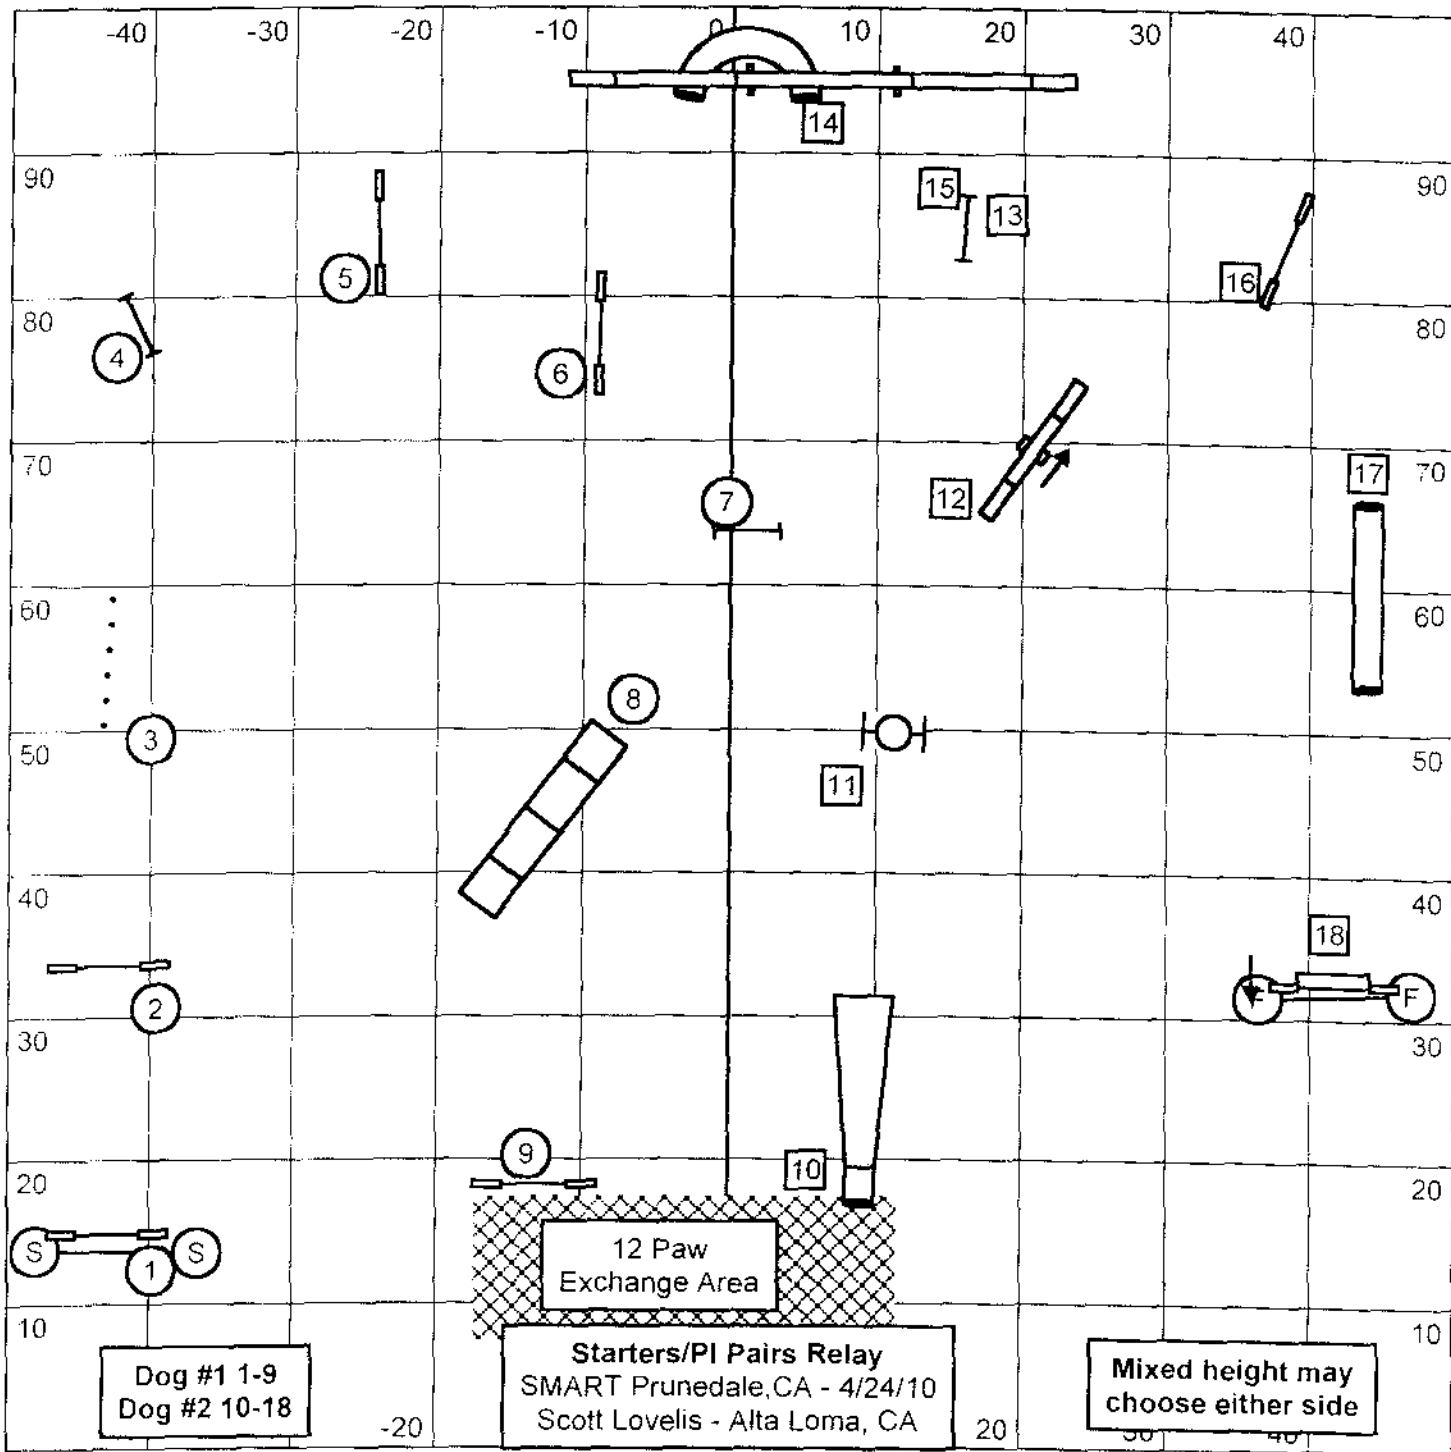 -40 -30 -20 -10 0 10 20 30 40
14
90 15 13 90
5 16
80 4 6 80
70 12 17 70
7
60 60
8
50 3 50
11
40 40
18
2 F
30 30
9 10
20 20
S S
1
12 Paw
Exchange Area
10 10
Dog #1 1-9
Dog #2 10-18
-20
Starters/PI Pairs Relay
SMART Prunedale,CA - 4/24/10
Scott Lovelis - Alta Loma, CA
20
Mixed height may
choose either side